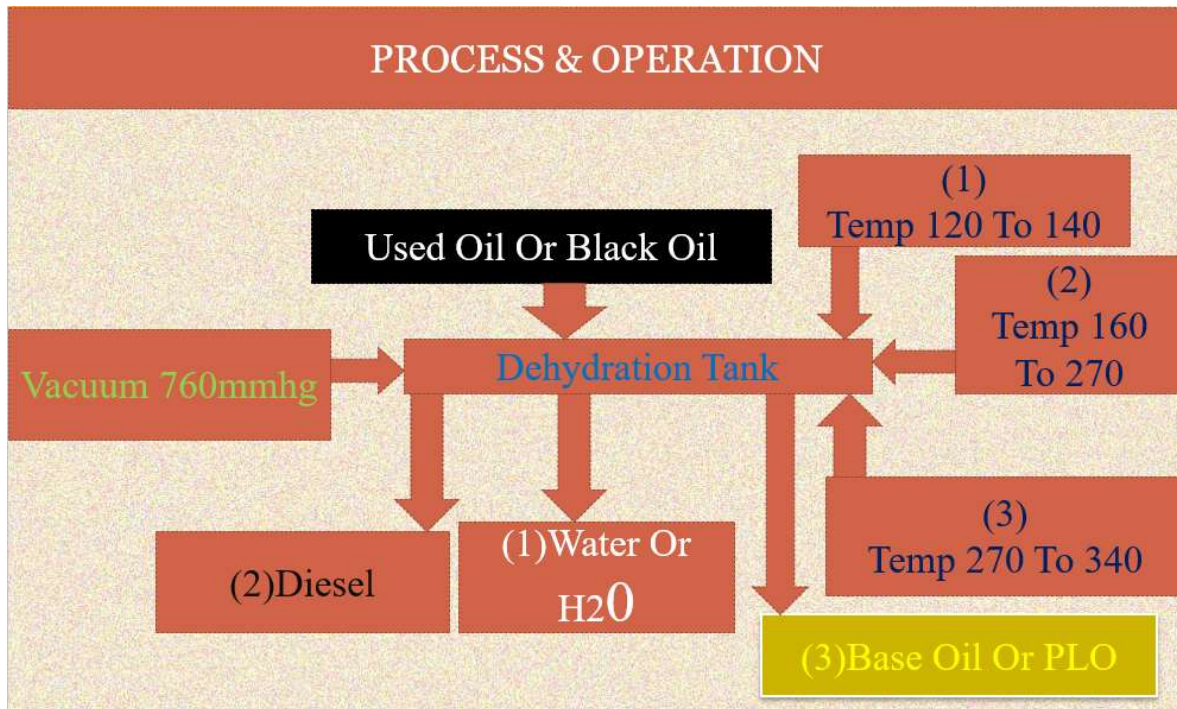 PROCESS & OPERATION
(1)
Temp 120 To 140
Used Oil Or Black Oil
(2)
Temp 160
To 270
Vacuum 760mmhg
Dehydration Tank
(3)
Temp 270 To 340
(2)Diesel
(1)Water Or
H20
(3)Base Oil Or PLO